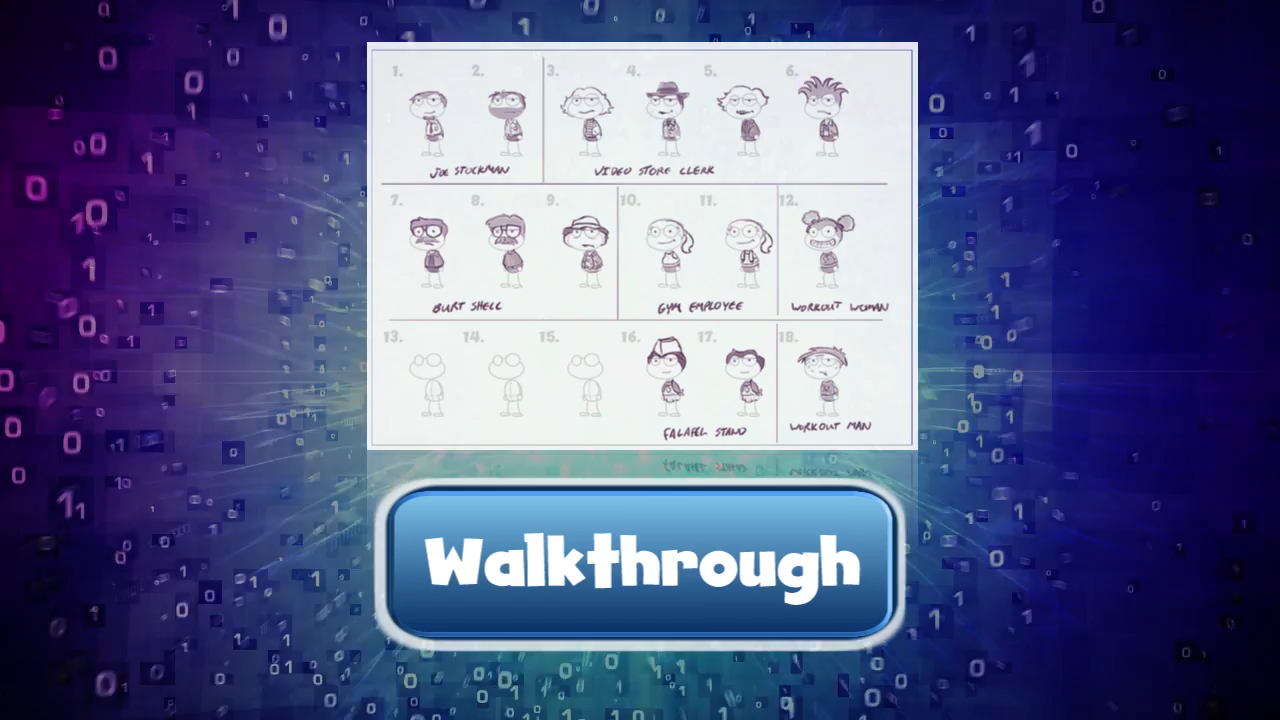 1. 2. 3. 4. 5. 6.
JOE STOCKMAN VIDEO STORE CLERK
7. 8. 9. 10. 11. 12.
BURT SHELL GYM EMPLOYEE WORKOUT WOMAN
13. 14. 15. 16. 17. 18.
FALAFEL STAND WORKOUT MAN
Walkthrough